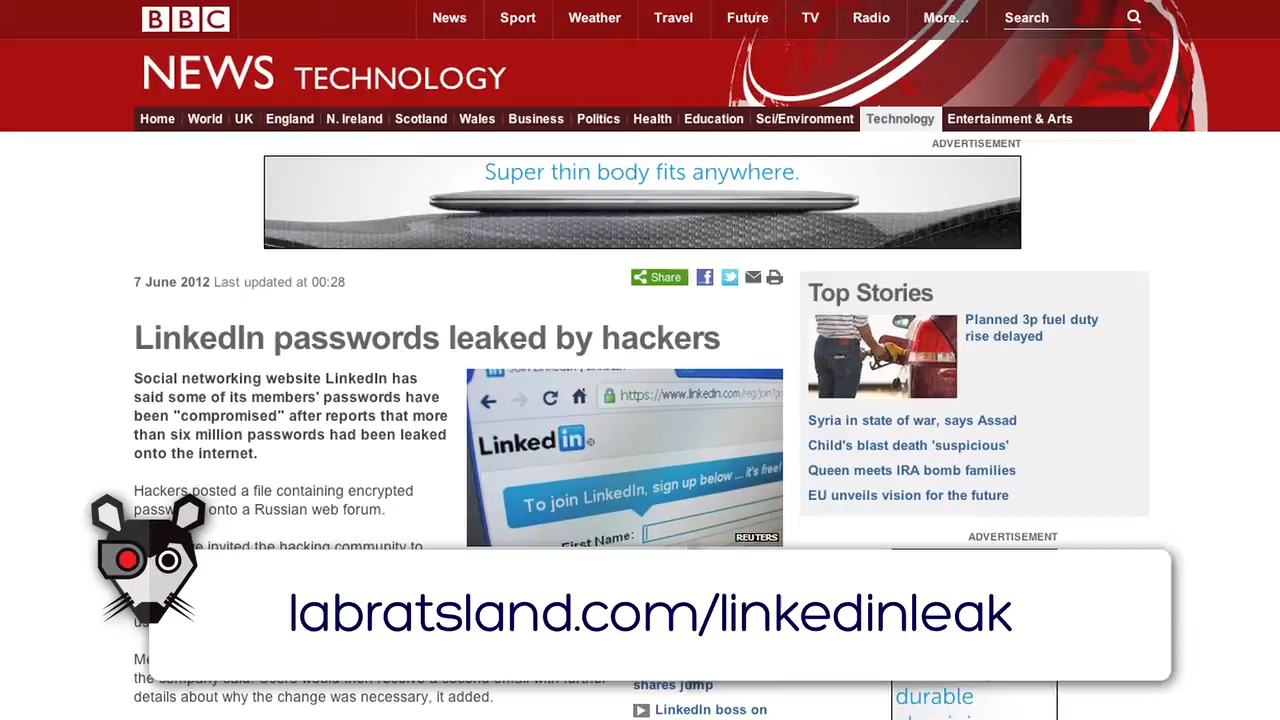 BBC News Sport Weather Travel Future TV Radio More... Search
NEWS TECHNOLOGY
Home World UK England N. Ireland Scotland Wales Business Politics Health Education Sci/Environment Technology Entertainment & Arts
ADVERTISEMENT
Super thin body fits anywhere.
7 June 2012 Last updated at 00:28
Share
LinkedIn passwords leaked by hackers
Social networking website LinkedIn has
said some of its members' passwords have
been "compromised" after reports that more
than six million passwords had been leaked
onto the internet.
Hackers posted a file containing encrypted
onto a Russian web forum.
invited the hacking community to
https://www.linkedin.com/reg/join?
Linked in
To join LinkedIn, sign up below ... it's free!
First Name:
REUTERS
Top Stories
Planned 3p fuel duty
rise delayed
Syria in state of war, says Assad
Child's blast death 'suspicious'
Queen meets IRA bomb families
EU unveils vision for the future
ADVERTISEMENT
labratsland.com/linkedinleak
details about why the change was necessary, it added.
shares jump
LinkedIn boss on
durable